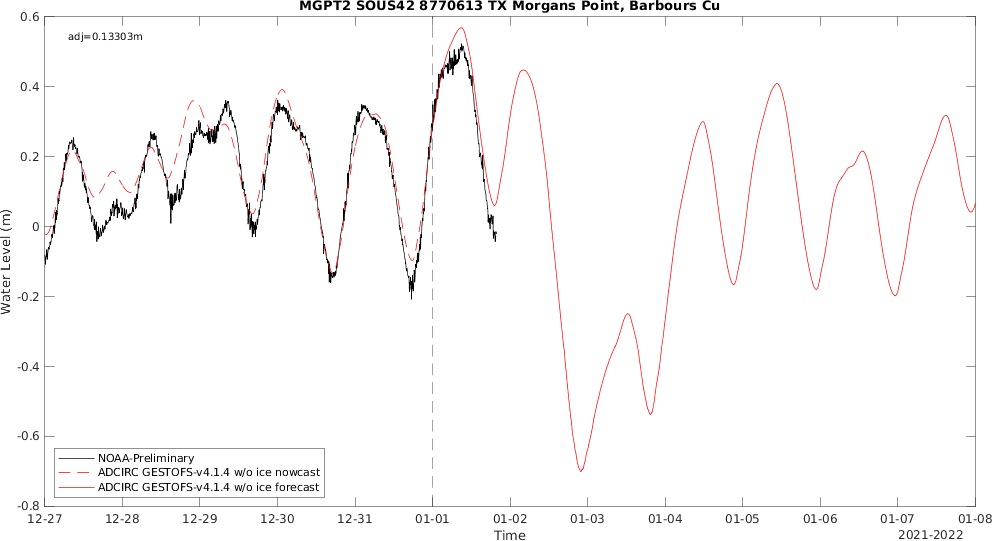 MGPT2 SOUS42 8770613 TX Morgans Point, Barbours Cu
adj=0.13303m
0.6
0.4
0.2
0
-0.2
-0.4
-0.6
-0.8
Water Level (m)
NOAA-Preliminary
ADCIRC GESTOFS-v4.1.4 w/o ice nowcast
ADCIRC GESTOFS-v4.1.4 w/o ice forecast
12-27 12-28 12-29 12-30 12-31 01-01 01-02 01-03 01-04 01-05 01-06 01-07 01-08
Time
2021-2022